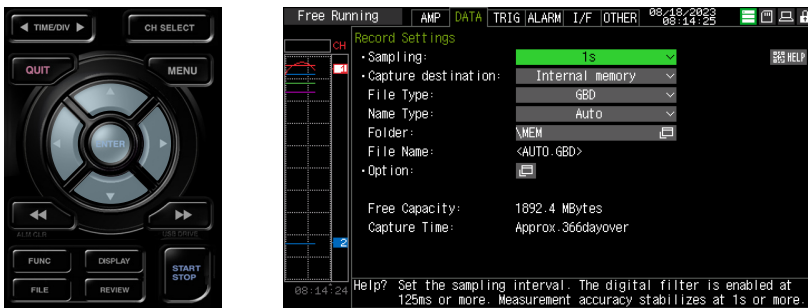 TIME/DIV
CH SELECT
QUIT
MENU
ENTER
ALM CLR
USB DRIVE
FUNC
DISPLAY
FILE
REVIEW
START
STOP
Free Running
AMP
DATA
TRIG
ALARM
I/F
OTHER
08/18/2023
08:14:25
CH
Record Settings
・Sampling: 1s
HELP
1
・Capture destination: Internal memory
File Type: GBD
Name Type: Auto
Folder: \MEM
File Name: <AUTO.GBD>
・Option:
Free Capacity: 1892.4 MBytes
Capture Time: Approx.366dayover
2
08:14:24
Help? Set the sampling interval. The digital filter is enabled at
125ms or more. Measurement accuracy stabilizes at 1s or more.